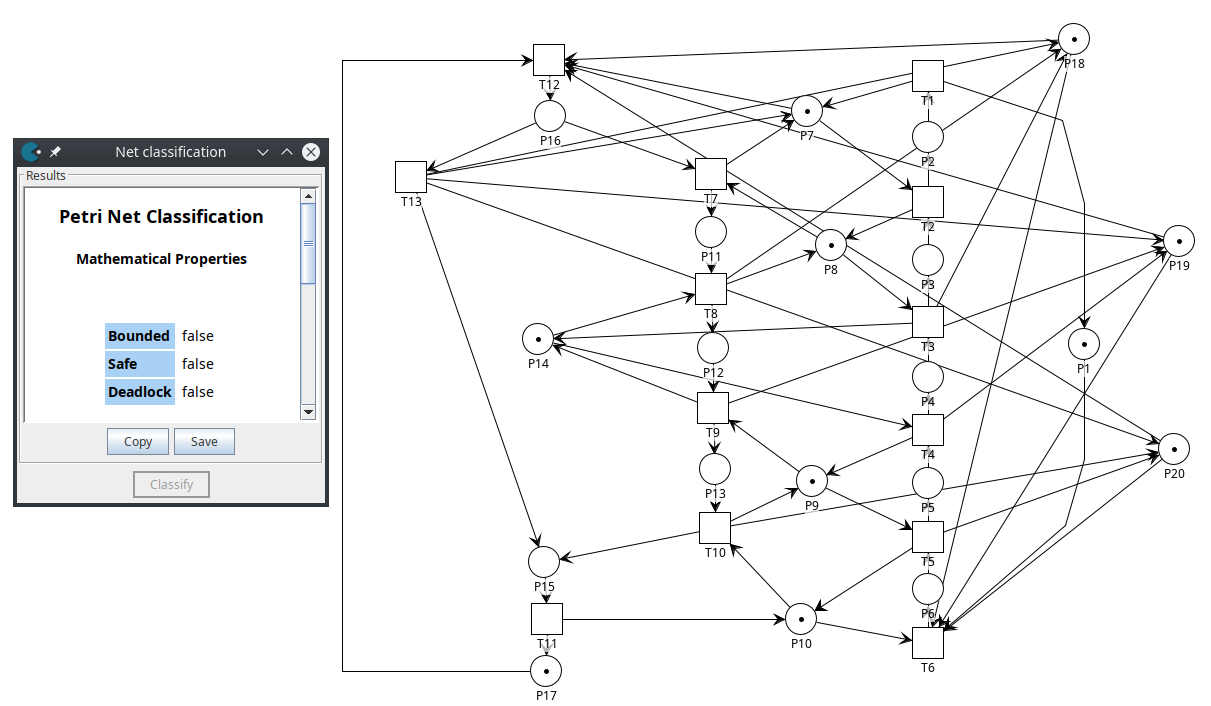 Net classification
Results
Petri Net Classification
Mathematical Properties
Bounded false
Safe false
Deadlock false
Copy Save
Classify
P18
T12
T1
P7
P16
P2
T13
T7
T2
P11
P8
P3
P19
T8
T3
P14
P12
P1
P4
T9
T4
P13
P9
P5
P20
T10
T5
P15
P6
T11
P10
T6
P17